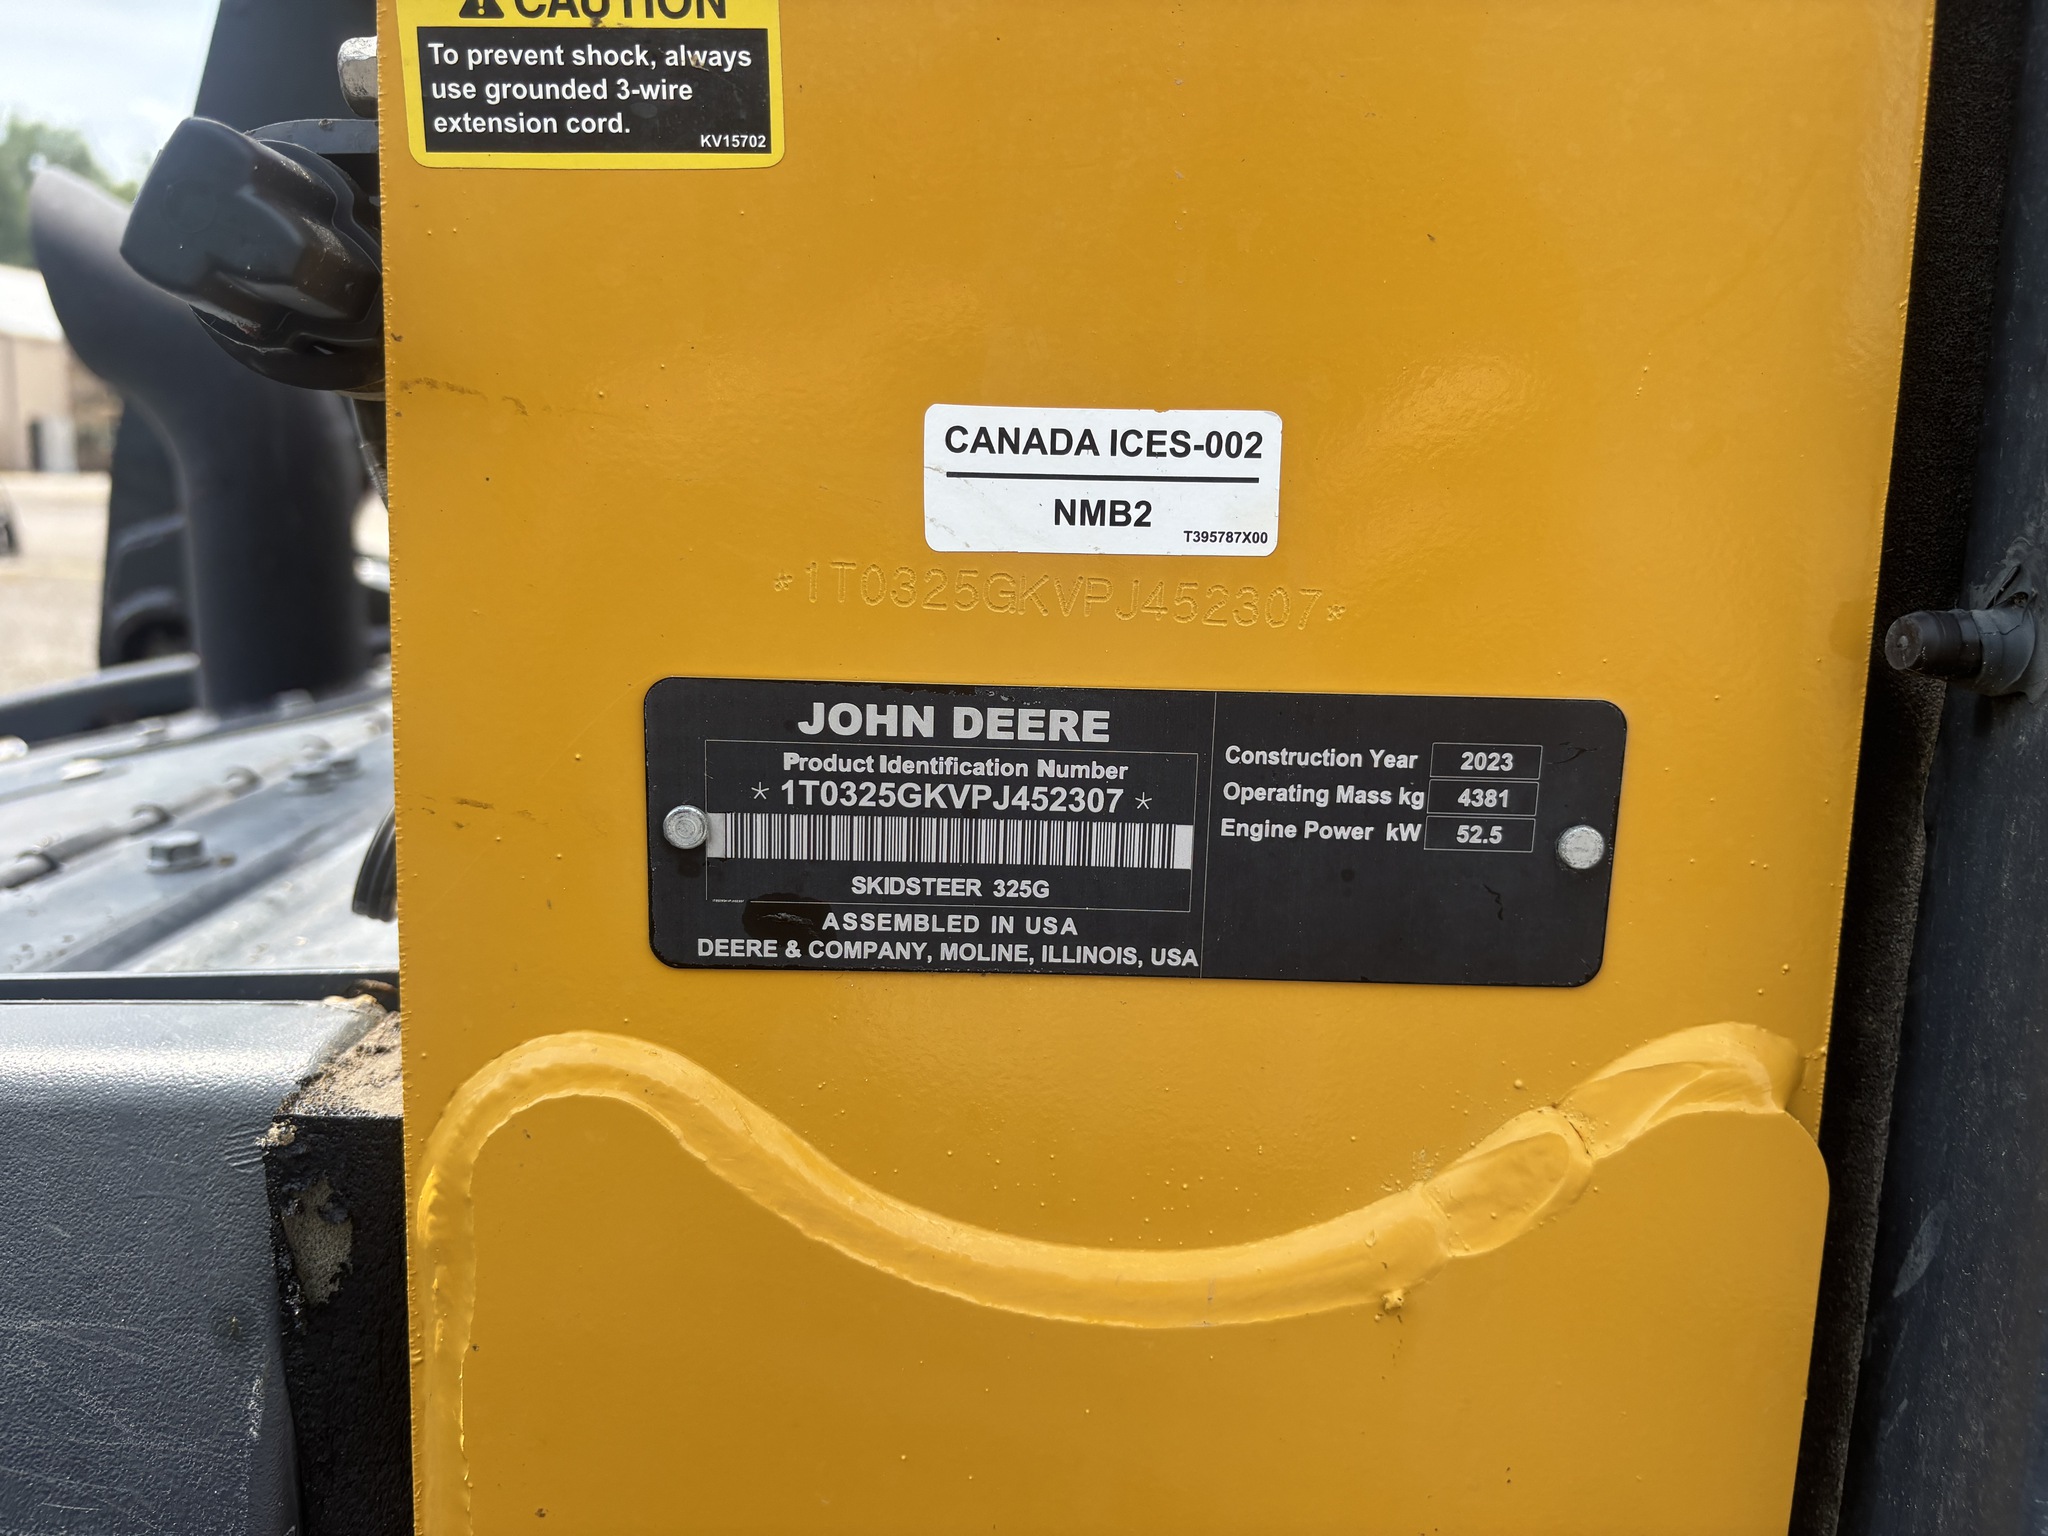 CAUTION
To prevent shock, always
use grounded 3-wire
extension cord.
KV15702
CANADA ICES-002
NMB2
T395787X00
*1T0325GKVPJ452307*
JOHN DEERE
Product Identification Number
* 1T0325GKVPJ452307 *
SKIDSTEER 325G
ASSEMBLED IN USA
DEERE & COMPANY, MOLINE, ILLINOIS, USA
Construction Year 2023
Operating Mass kg 4381
Engine Power kW 52.5